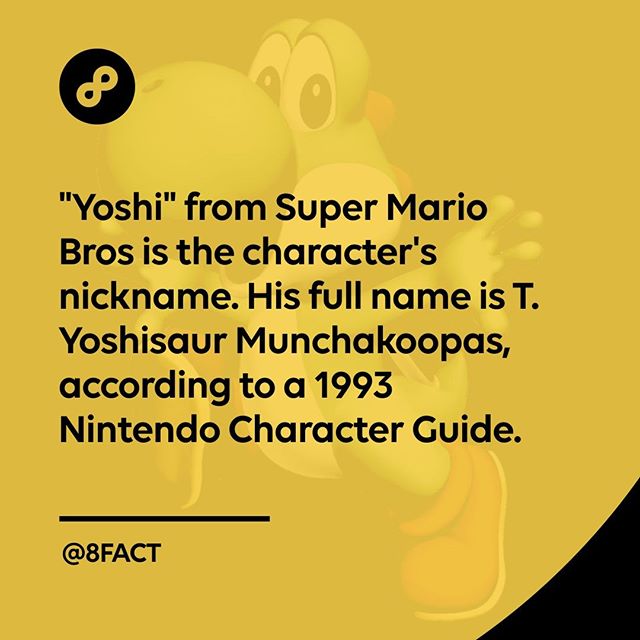 "Yoshi" from Super Mario
Bros is the character's
nickname. His full name is T.
Yoshisaur Munchakoopas,
according to a 1993
Nintendo Character Guide.
@8FACT